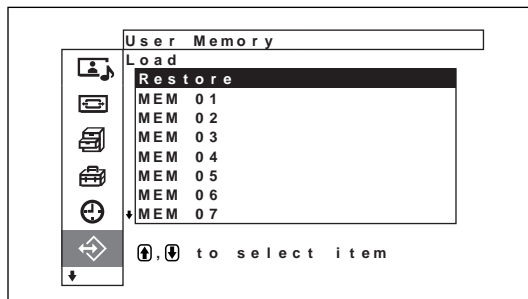 User Memory
Load
Restore
MEM 01
MEM 02
MEM 03
MEM 04
MEM 05
MEM 06
MEM 07
↑,↓ to select item